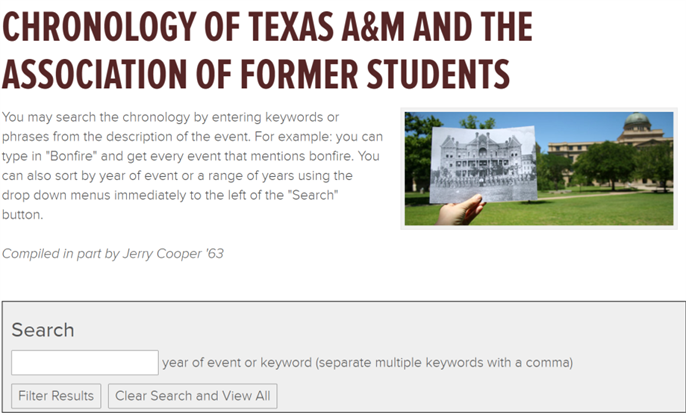 CHRONOLOGY OF TEXAS A&M AND THE
ASSOCIATION OF FORMER STUDENTS
You may search the chronology by entering keywords or
phrases from the description of the event. For example: you can
type in "Bonfire" and get every event that mentions bonfire. You
can also sort by year of event or a range of years using the
drop down menus immediately to the left of the "Search"
button.
Compiled in part by Jerry Cooper '63
Search
year of event or keyword (separate multiple keywords with a comma)
Filter Results Clear Search and View All